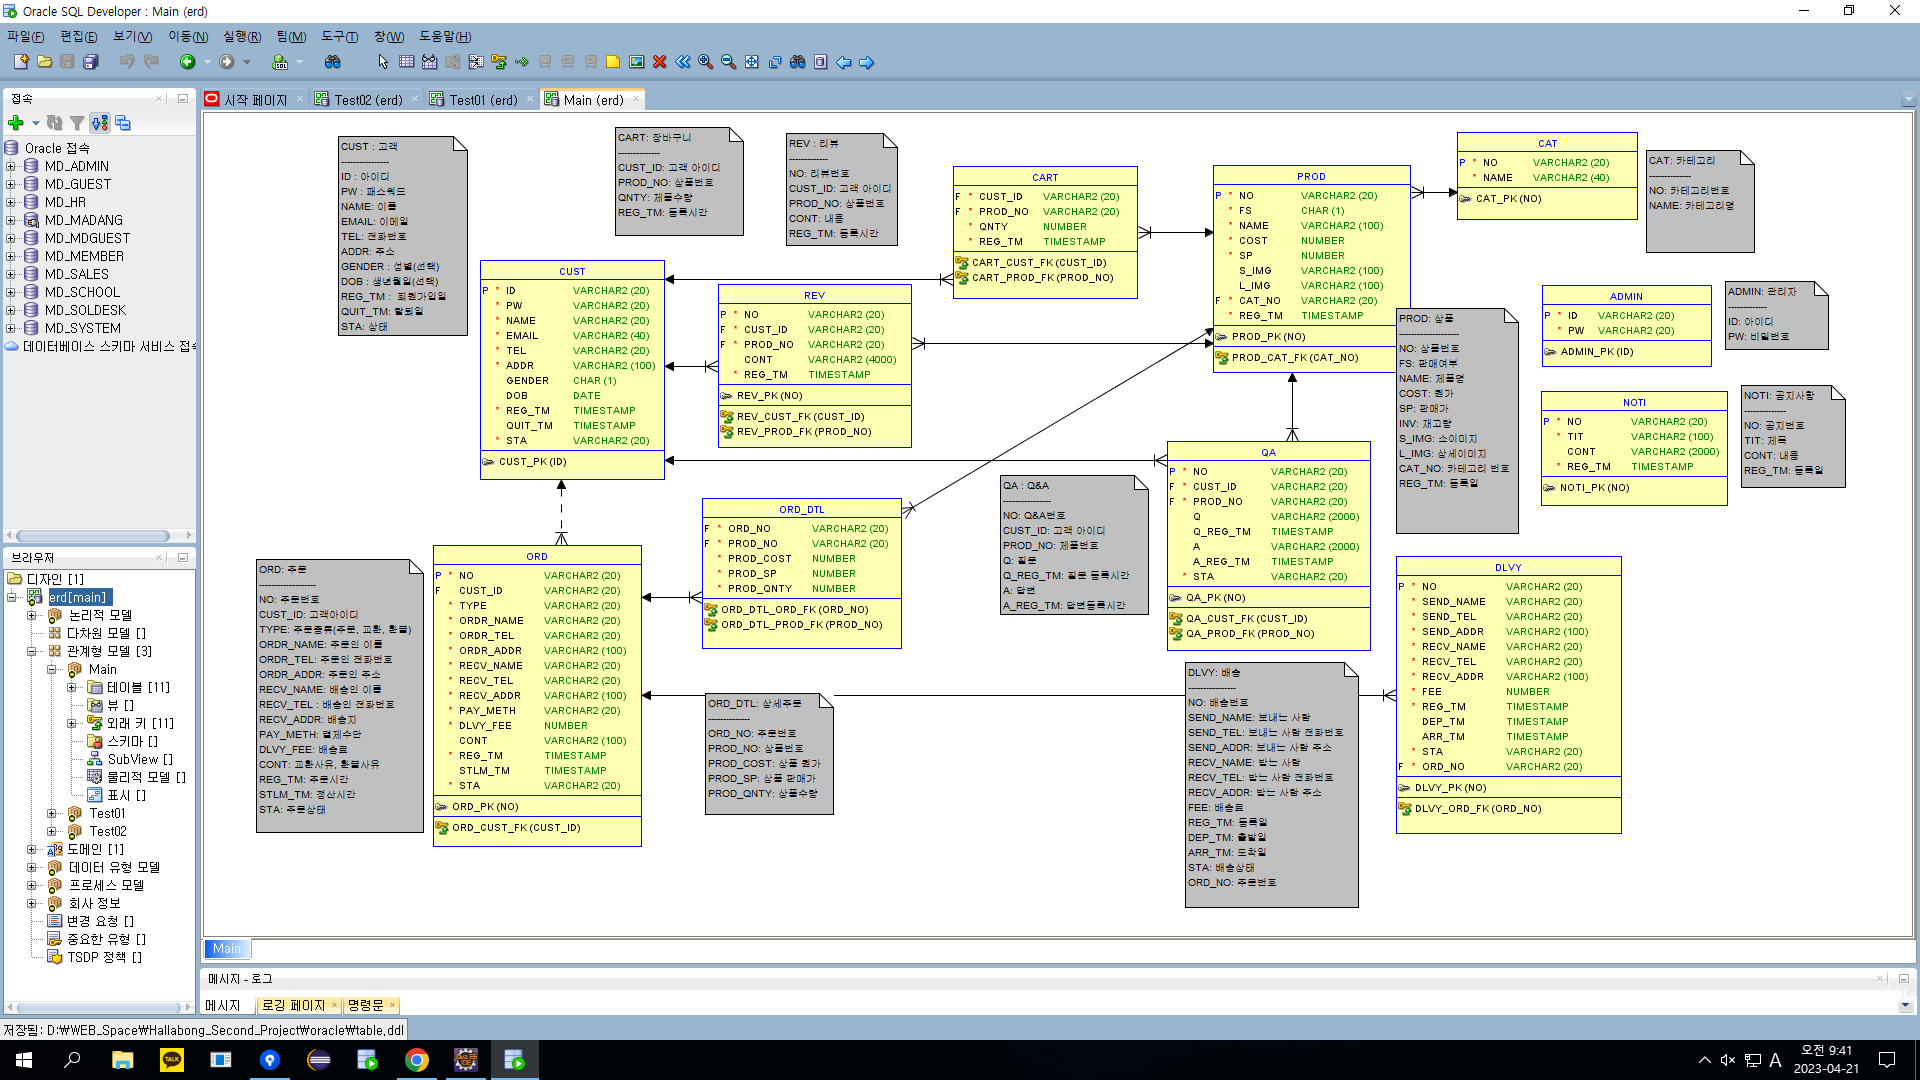 Oracle SQL Developer : Main (erd)
파일(F) 편집(E) 보기(V) 이동(N) 실행(R) 팀(M) 도구(T) 창(W) 도움말(H)
접속
Oracle 접속
MD_ADMIN
MD_GUEST
MD_HR
MD_MADANG
MD_MDGUEST
MD_MEMBER
MD_SALES
MD_SCHOOL
MD_SOLDESK
MD_SYSTEM
데이터베이스 스키마 서비스 접속
브라우저
디자인 [1]
erd[main]
논리적 모델
다차원 모델 []
관계형 모델 [3]
Main
테이블 [11]
뷰 []
외래 키 [11]
스키마 []
SubView []
물리적 모델 []
표시 []
Test01
Test02
도메인 [1]
데이터 유형 모델
프로세스 모델
회사 정보
변경 요청 []
중요한 유형 []
TSDP 정책 []
시작 페이지 Test02 (erd) Test01 (erd) Main (erd)
CUST : 고객
----------------
ID : 아이디
PW : 패스워드
NAME: 이름
EMAIL: 이메일
TEL: 전화번호
ADDR: 주소
GENDER : 성별(선택)
DOB : 생년월일(선택)
REG_TM : 회원가입일
QUIT_TM: 탈퇴일
STA: 상태
CART: 장바구니
--------------
CUST_ID: 고객 아이디
PROD_NO: 상품번호
QNTY: 제품수량
REG_TM: 등록시간
REV : 리뷰
-------------
NO: 리뷰번호
CUST_ID: 고객 아이디
PROD_NO: 상품번호
CONT: 내용
REG_TM: 등록시간
CART
F * CUST_ID VARCHAR2 (20)
F * PROD_NO VARCHAR2 (20)
* QNTY NUMBER
* REG_TM TIMESTAMP
CART_CUST_FK (CUST_ID)
CART_PROD_FK (PROD_NO)
PROD
P * NO VARCHAR2 (20)
* FS CHAR (1)
* NAME VARCHAR2 (100)
* COST NUMBER
* SP NUMBER
S_IMG VARCHAR2 (100)
L_IMG VARCHAR2 (100)
F * CAT_NO VARCHAR2 (20)
* REG_TM TIMESTAMP
PROD_PK (NO)
PROD_CAT_FK (CAT_NO)
CAT
P * NO VARCHAR2 (20)
* NAME VARCHAR2 (40)
CAT_PK (NO)
CAT: 카테고리
--------------
NO: 카테고리번호
NAME: 카테고리명
CUST
P * ID VARCHAR2 (20)
* PW VARCHAR2 (20)
* NAME VARCHAR2 (20)
* EMAIL VARCHAR2 (40)
* TEL VARCHAR2 (20)
* ADDR VARCHAR2 (100)
GENDER CHAR (1)
DOB DATE
* REG_TM TIMESTAMP
QUIT_TM TIMESTAMP
* STA VARCHAR2 (20)
CUST_PK (ID)
REV
P * NO VARCHAR2 (20)
F * CUST_ID VARCHAR2 (20)
F * PROD_NO VARCHAR2 (20)
CONT VARCHAR2 (4000)
* REG_TM TIMESTAMP
REV_PK (NO)
REV_CUST_FK (CUST_ID)
REV_PROD_FK (PROD_NO)
PROD: 상품
--------------------
NO: 상품번호
FS: 판매여부
NAME: 제품명
COST: 원가
SP: 판매가
INV: 재고량
S_IMG: 소이미지
L_IMG: 상세이미지
CAT_NO: 카테고리 번호
REG_TM: 등록일
ADMIN
P * ID VARCHAR2 (20)
* PW VARCHAR2 (20)
ADMIN_PK (ID)
ADMIN: 관리자
-------------
ID: 아이디
PW: 비밀번호
NOTI
P * NO VARCHAR2 (20)
* TIT VARCHAR2 (100)
CONT VARCHAR2 (2000)
* REG_TM TIMESTAMP
NOTI_PK (NO)
NOTI: 공지사항
--------------
NO: 공지번호
TIT: 제목
CONT: 내용
REG_TM: 등록일
QA : Q&A
----------------
NO: Q&A번호
CUST_ID: 고객 아이디
PROD_NO: 제품번호
Q: 질문
Q_REG_TM: 질문 등록시간
A: 답변
A_REG_TM: 답변등록시간
QA
P * NO VARCHAR2 (20)
F * CUST_ID VARCHAR2 (20)
F * PROD_NO VARCHAR2 (20)
Q VARCHAR2 (2000)
Q_REG_TM TIMESTAMP
A VARCHAR2 (2000)
A_REG_TM TIMESTAMP
* STA VARCHAR2 (20)
QA_PK (NO)
QA_CUST_FK (CUST_ID)
QA_PROD_FK (PROD_NO)
ORD_DTL
F * ORD_NO VARCHAR2 (20)
F * PROD_NO VARCHAR2 (20)
* PROD_COST NUMBER
* PROD_SP NUMBER
* PROD_QNTY NUMBER
ORD_DTL_ORD_FK (ORD_NO)
ORD_DTL_PROD_FK (PROD_NO)
ORD: 주문
-------------------
NO: 주문번호
CUST_ID: 고객아이디
TYPE: 주문종류(주문, 교환, 환불)
ORDR_NAME: 주문인 이름
ORDR_TEL: 주문인 전화번호
ORDR_ADDR: 주문인 주소
RECV_NAME: 배송인 이름
RECV_TEL : 배송인 전화번호
RECV_ADDR: 배송지
PAY_METH: 결제수단
DLVY_FEE: 배송료
CONT: 교환사유, 환불사유
REG_TM: 주문시간
STLM_TM: 정산시간
STA: 주문상태
ORD
P * NO VARCHAR2 (20)
F CUST_ID VARCHAR2 (20)
* TYPE VARCHAR2 (20)
* ORDR_NAME VARCHAR2 (20)
* ORDR_TEL VARCHAR2 (20)
* ORDR_ADDR VARCHAR2 (100)
* RECV_NAME VARCHAR2 (20)
* RECV_TEL VARCHAR2 (20)
* RECV_ADDR VARCHAR2 (100)
* PAY_METH VARCHAR2 (20)
* DLVY_FEE NUMBER
CONT VARCHAR2 (100)
* REG_TM TIMESTAMP
STLM_TM TIMESTAMP
* STA VARCHAR2 (20)
ORD_PK (NO)
ORD_CUST_FK (CUST_ID)
ORD_DTL: 상세주문
--------------
ORD_NO: 주문번호
PROD_NO: 상품번호
PROD_COST: 상품 원가
PROD_SP: 상품 판매가
PROD_QNTY: 상품수량
DLVY: 배송
----------------
NO: 배송번호
SEND_NAME: 보내는 사람
SEND_TEL: 보내는 사람 전화번호
SEND_ADDR: 보내는 사람 주소
RECV_NAME: 받는 사람
RECV_TEL: 받는 사람 전화번호
RECV_ADDR: 받는 사람 주소
FEE: 배송료
REG_TM: 등록일
DEP_TM: 출발일
ARR_TM: 도착일
STA: 배송상태
ORD_NO: 주문번호
DLVY
P * NO VARCHAR2 (20)
* SEND_NAME VARCHAR2 (20)
* SEND_TEL VARCHAR2 (20)
* SEND_ADDR VARCHAR2 (100)
* RECV_NAME VARCHAR2 (20)
* RECV_TEL VARCHAR2 (20)
* RECV_ADDR VARCHAR2 (100)
* FEE NUMBER
* REG_TM TIMESTAMP
DEP_TM TIMESTAMP
ARR_TM TIMESTAMP
* STA VARCHAR2 (20)
F * ORD_NO VARCHAR2 (20)
DLVY_PK (NO)
DLVY_ORD_FK (ORD_NO)
Main
메시지 - 로그
메시지 로깅 페이지 명령문
저장됨: D:\WEB_Space\Hallabong_Second_Project\oracle\table.ddl
TALK
A
오전 9:41
2023-04-21